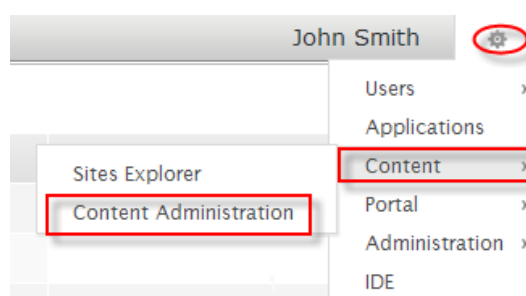 John Smith
Users
Applications
Content
Sites Explorer
Content Administration
Portal
Administration
IDE